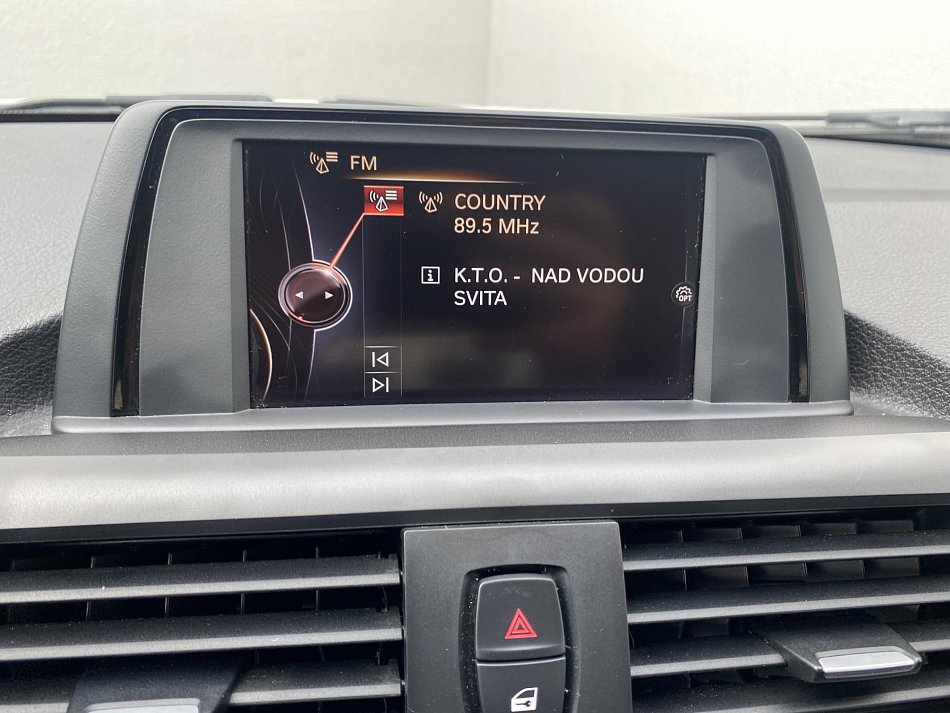 FM
COUNTRY
89.5 MHz
K.T.O. - NAD VODOU
SVITA
OPT